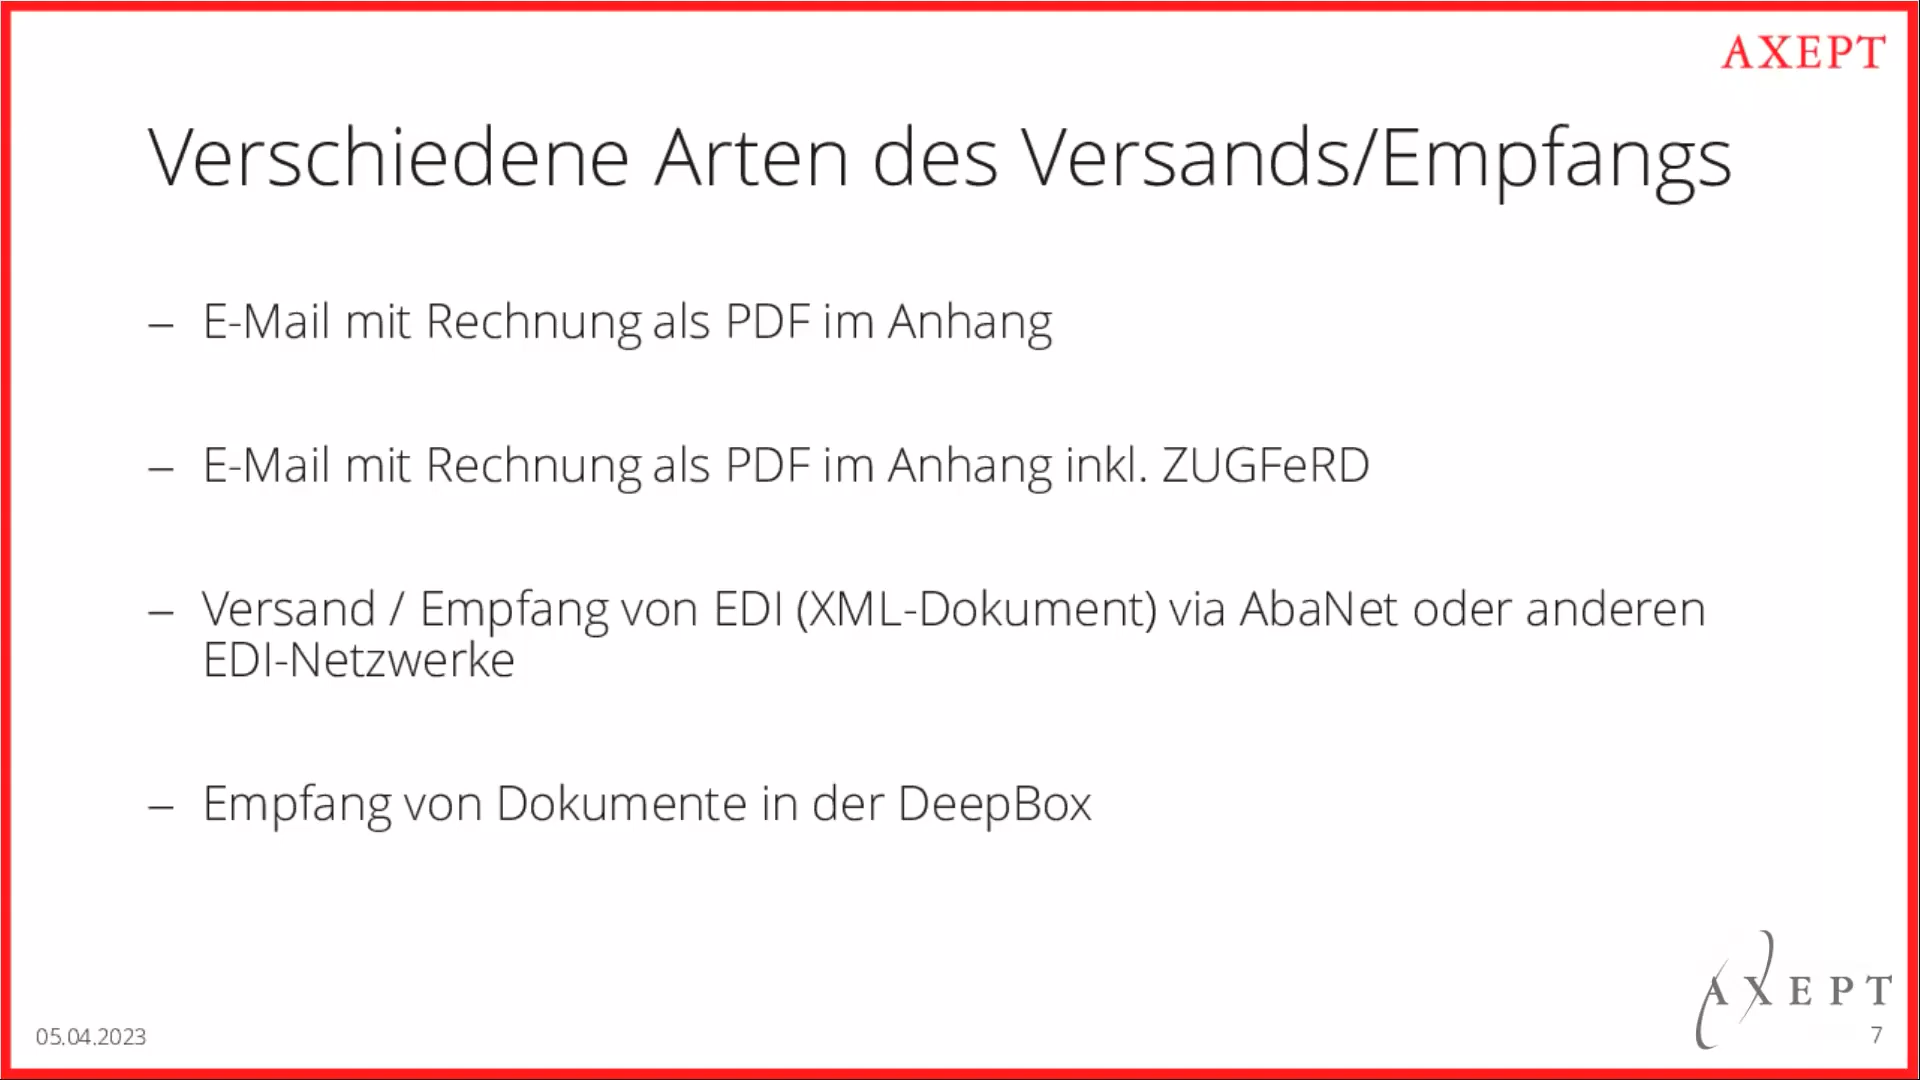 AXEPT
Verschiedene Arten des Versands/Empfangs
– E-Mail mit Rechnung als PDF im Anhang
– E-Mail mit Rechnung als PDF im Anhang inkl. ZUGFeRD
– Versand / Empfang von EDI (XML-Dokument) via AbaNet oder anderen
EDI-Netzwerke
– Empfang von Dokumente in der DeepBox
AXEPT
05.04.2023
7